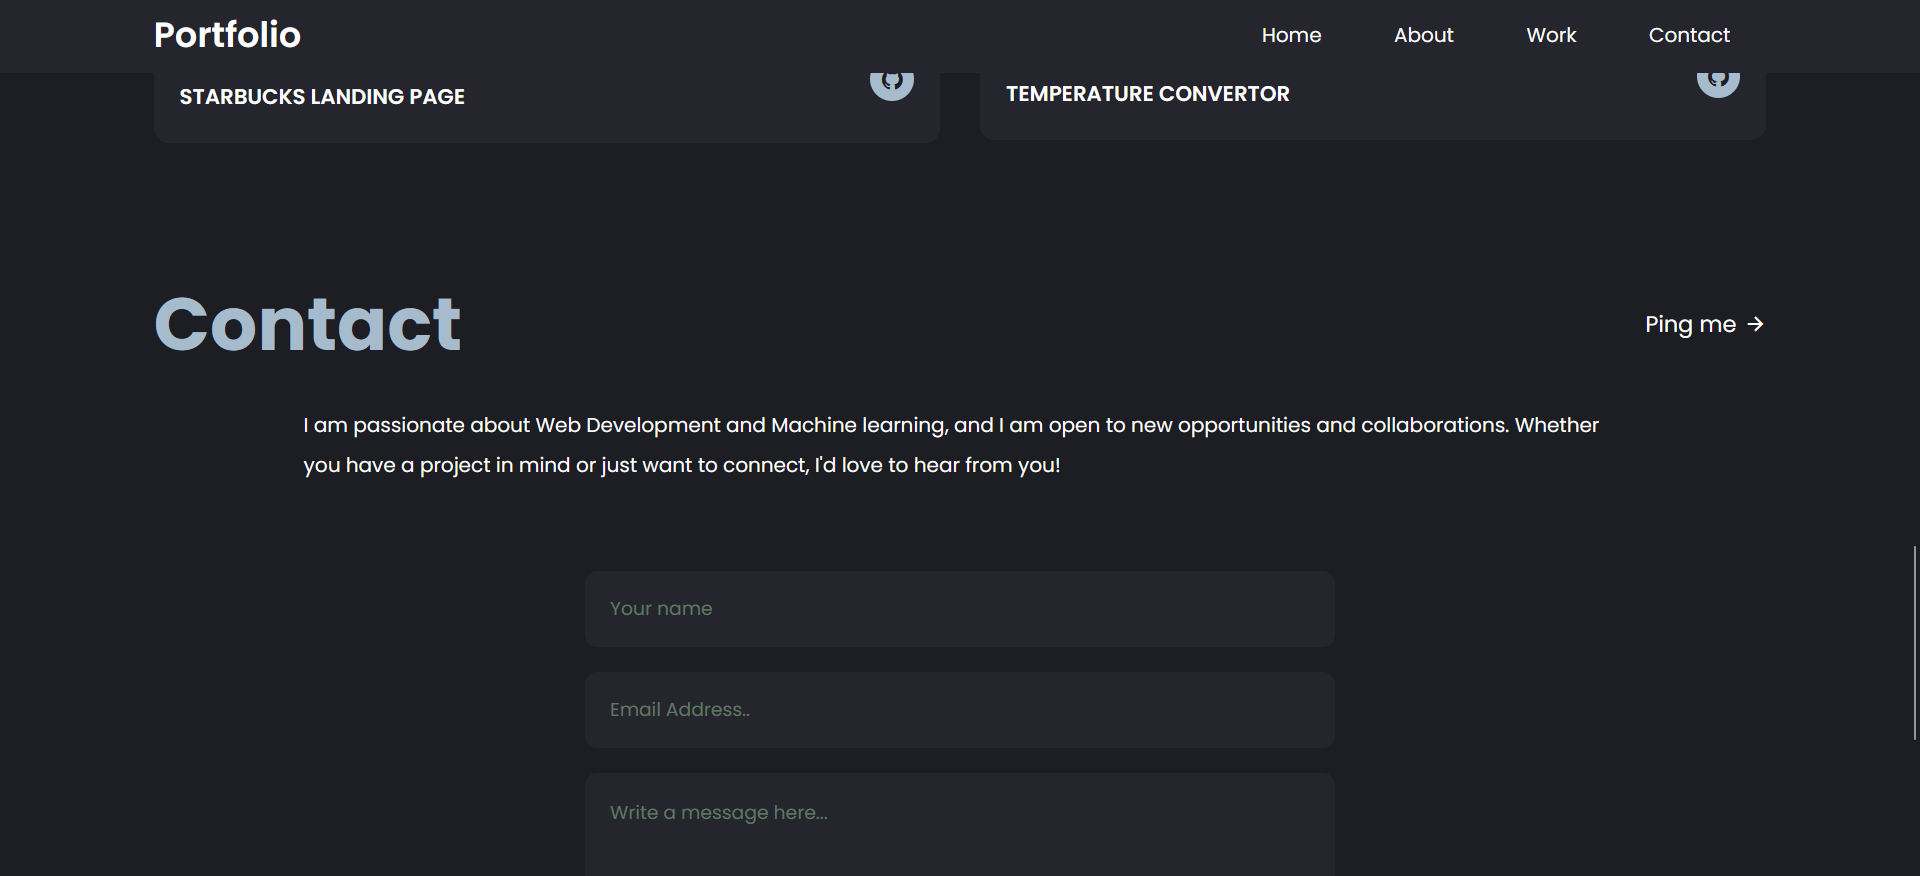 Portfolio
Home About Work Contact
STARBUCKS LANDING PAGE
TEMPERATURE CONVERTOR
Contact
Ping me →
I am passionate about Web Development and Machine learning, and I am open to new opportunities and collaborations. Whether
you have a project in mind or just want to connect, I'd love to hear from you!
Your name
Email Address..
Write a message here...